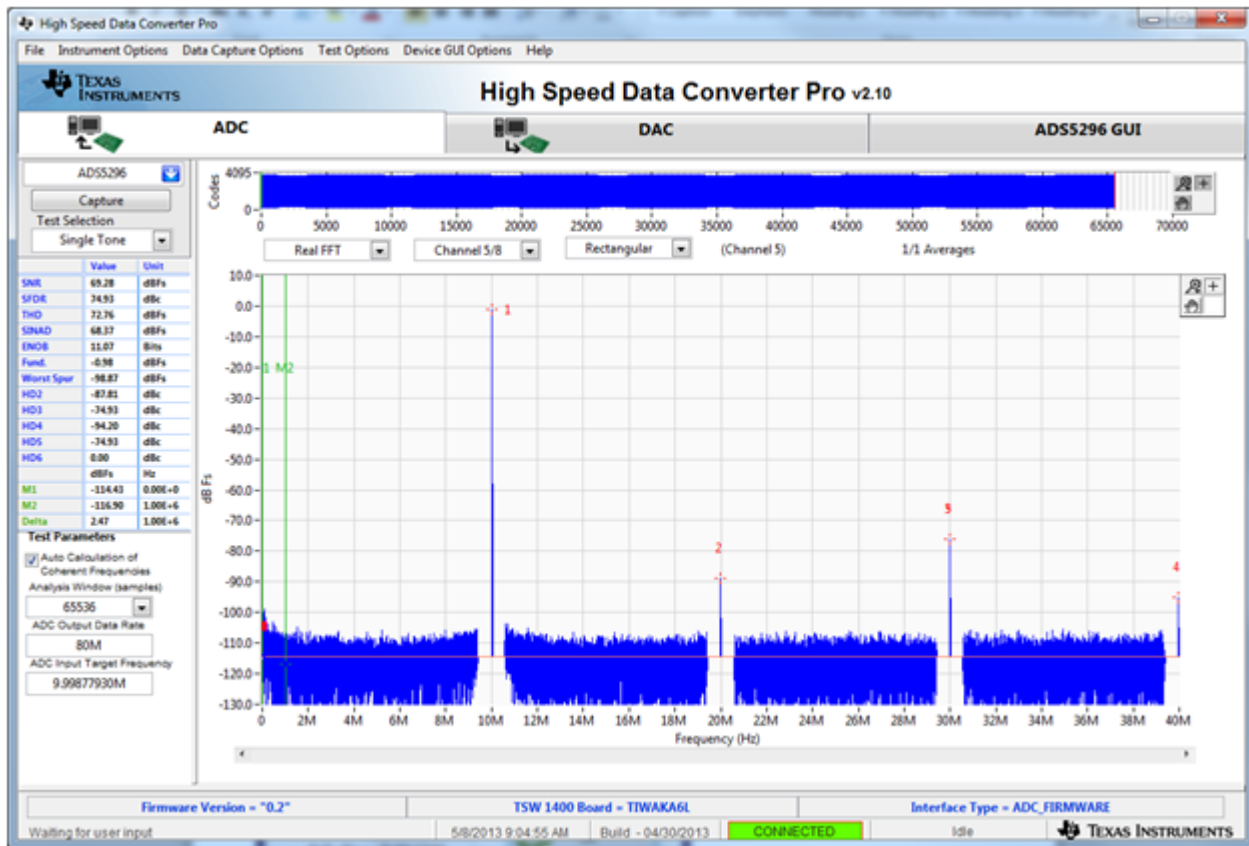 High Speed Data Converter Pro
File Instrument Options Data Capture Options Test Options Device GUI Options Help
TEXAS INSTRUMENTS
High Speed Data Converter Pro v2.10
ADC DAC ADS5296 GUI
ADS5296
Capture
Test Selection
Single Tone
Value Unit
SNR 69.28 dBFs
SFDR 74.93 dBc
THD 72.76 dBFs
SINAD 68.37 dBFs
ENOB 11.07 Bits
Fund. -0.98 dBFs
Worst Spur -98.87 dBFs
HD2 -87.81 dBc
HD3 -74.93 dBc
HD4 -94.20 dBc
HD5 -74.93 dBc
HD6 0.00 dBc
dBFs Hz
M1 -114.43 0.00E+0
M2 -116.90 1.00E+6
Delta 2.47 1.00E+6
Test Parameters
Auto Calculation of
Coherent Frequencies
Analysis Window (samples)
65536
ADC Output Data Rate
80M
ADC Input Target Frequency
9.99877930M
Codes
4095
0
0 5000 10000 15000 20000 25000 30000 35000 40000 45000 50000 55000 60000 65000 70000
Real FFT Channel 5/8 Rectangular (Channel 5) 1/1 Averages
dB Fs
10.0
0.0
-10.0
-20.0
-30.0
-40.0
-50.0
-60.0
-70.0
-80.0
-90.0
-100.0
-110.0
-120.0
-130.0
1 M2
1
2
4
0 2M 4M 6M 8M 10M 12M 14M 16M 18M 20M 22M 24M 26M 28M 30M 32M 34M 36M 38M 40M
Frequency (Hz)
Firmware Version = "0.2" TSW 1400 Board = TIWAKA6L Interface Type = ADC_FIRMWARE
Waiting for user input 5/8/2013 9:04:55 AM Build - 04/30/2013 CONNECTED Idle TEXAS INSTRUMENTS